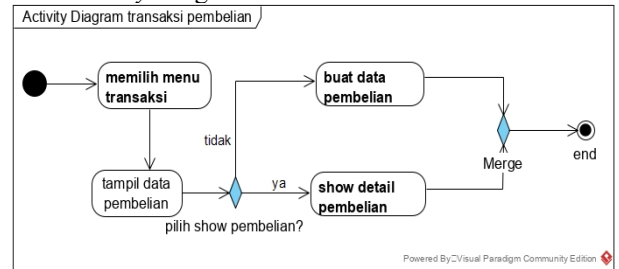 Activity Diagram transaksi pembelian
memilih menu
transaksi
buat data
pembelian
tidak
tampil data
pembelian
ya
show detail
pembelian
pilih show pembelian?
Merge
end
Powered By Visual Paradigm Community Edition